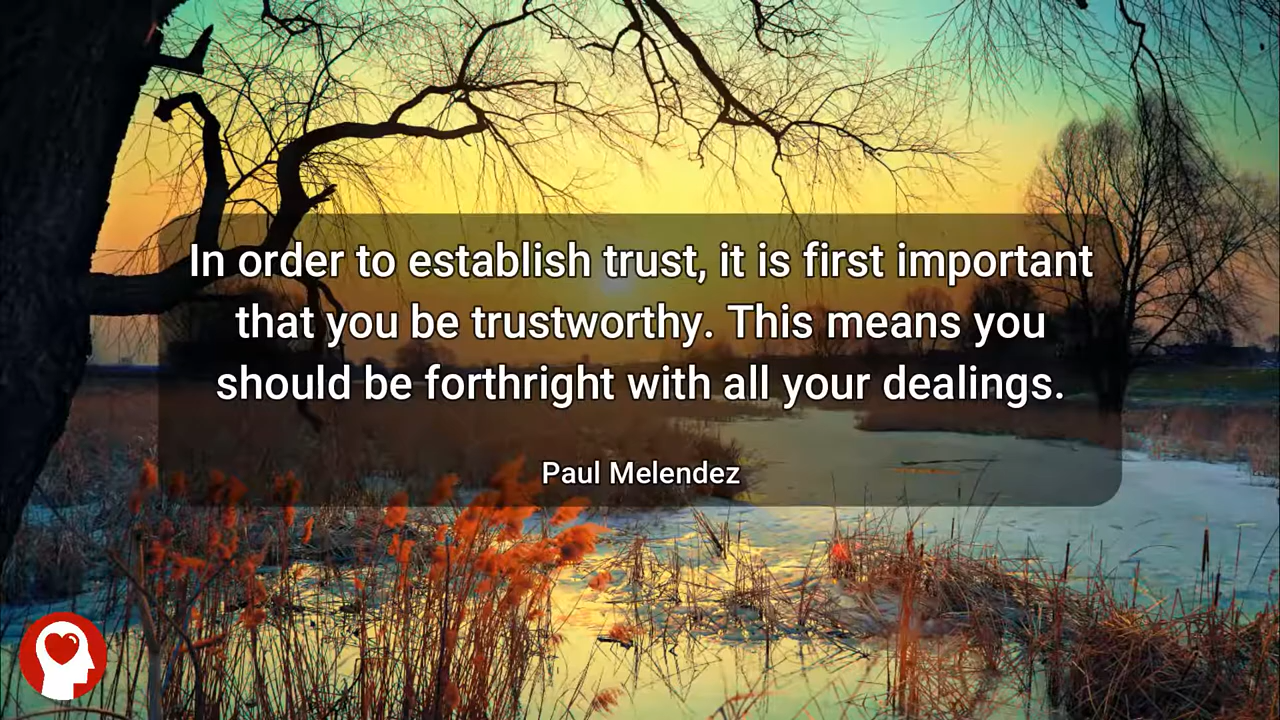 In order to establish trust, it is first important
that you be trustworthy. This means you
should be forthright with all your dealings.
Paul Melendez